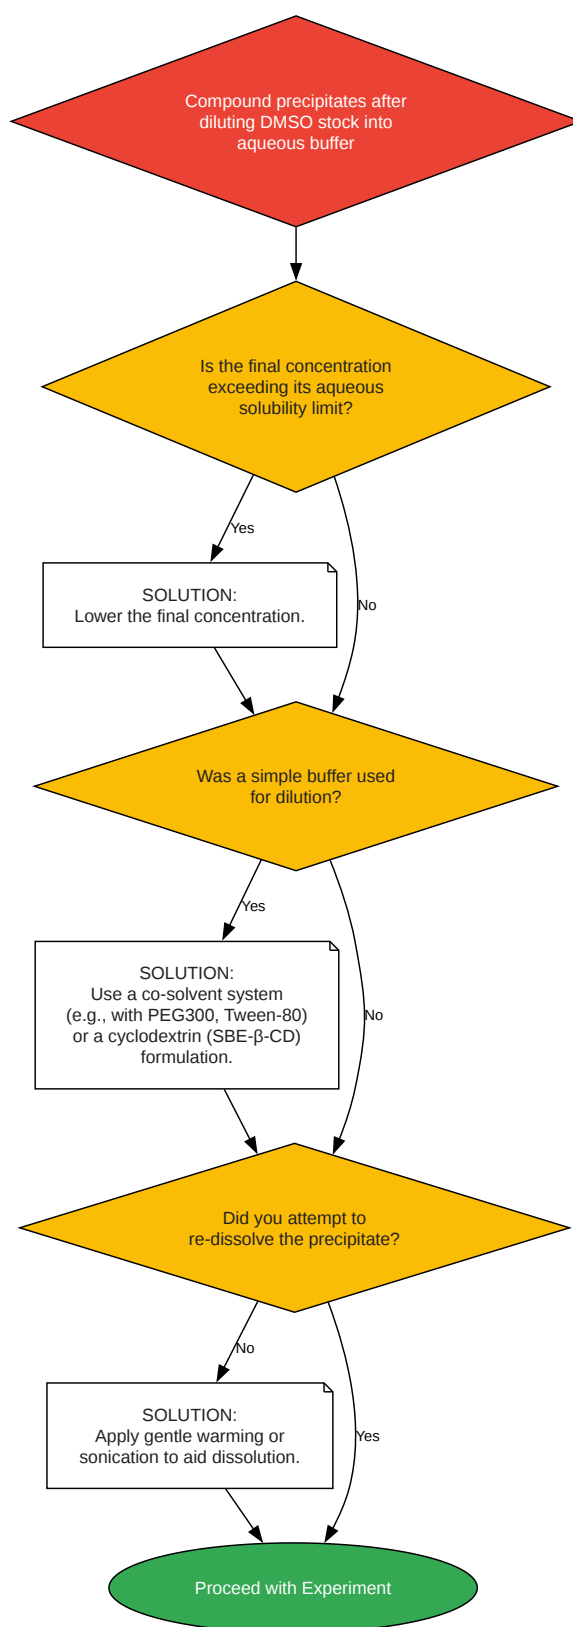 Compound precipitates after
diluting DMSO stock into
aqueous buffer
Is the final concentration
exceeding its aqueous
solubility limit?
Yes
No
SOLUTION:
Lower the final concentration.
Was a simple buffer used
for dilution?
Yes
No
SOLUTION:
Use a co-solvent system
(e.g., with PEG300, Tween-80)
or a cyclodextrin (SBE-β-CD)
formulation.
Did you attempt to
re-dissolve the precipitate?
No
Yes
SOLUTION:
Apply gentle warming or
sonication to aid dissolution.
Proceed with Experiment